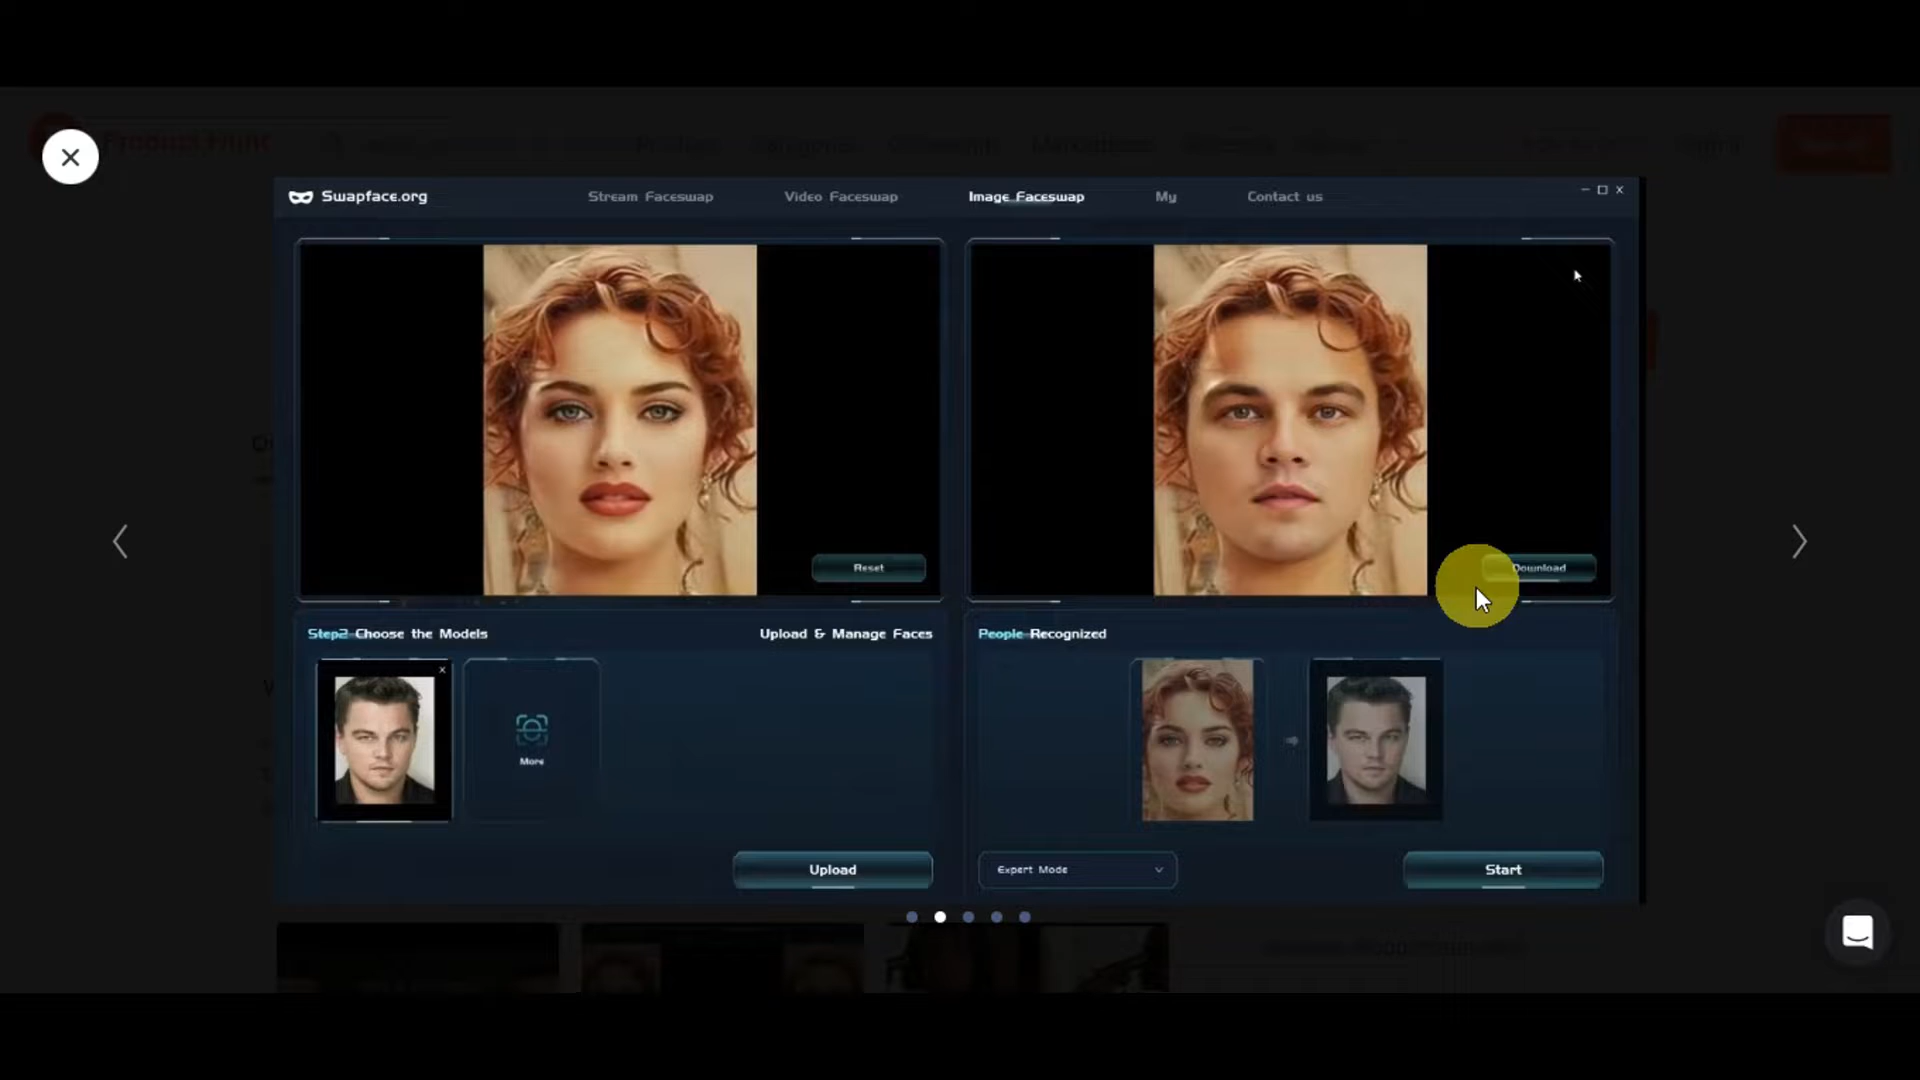 Swapface.org
Stream Faceswap
Video Faceswap
Image Faceswap
My
Contact us
Reset
Download
Step2 Choose the Models
Upload & Manage Faces
People Recognized
More
Upload
Expert Mode
Start